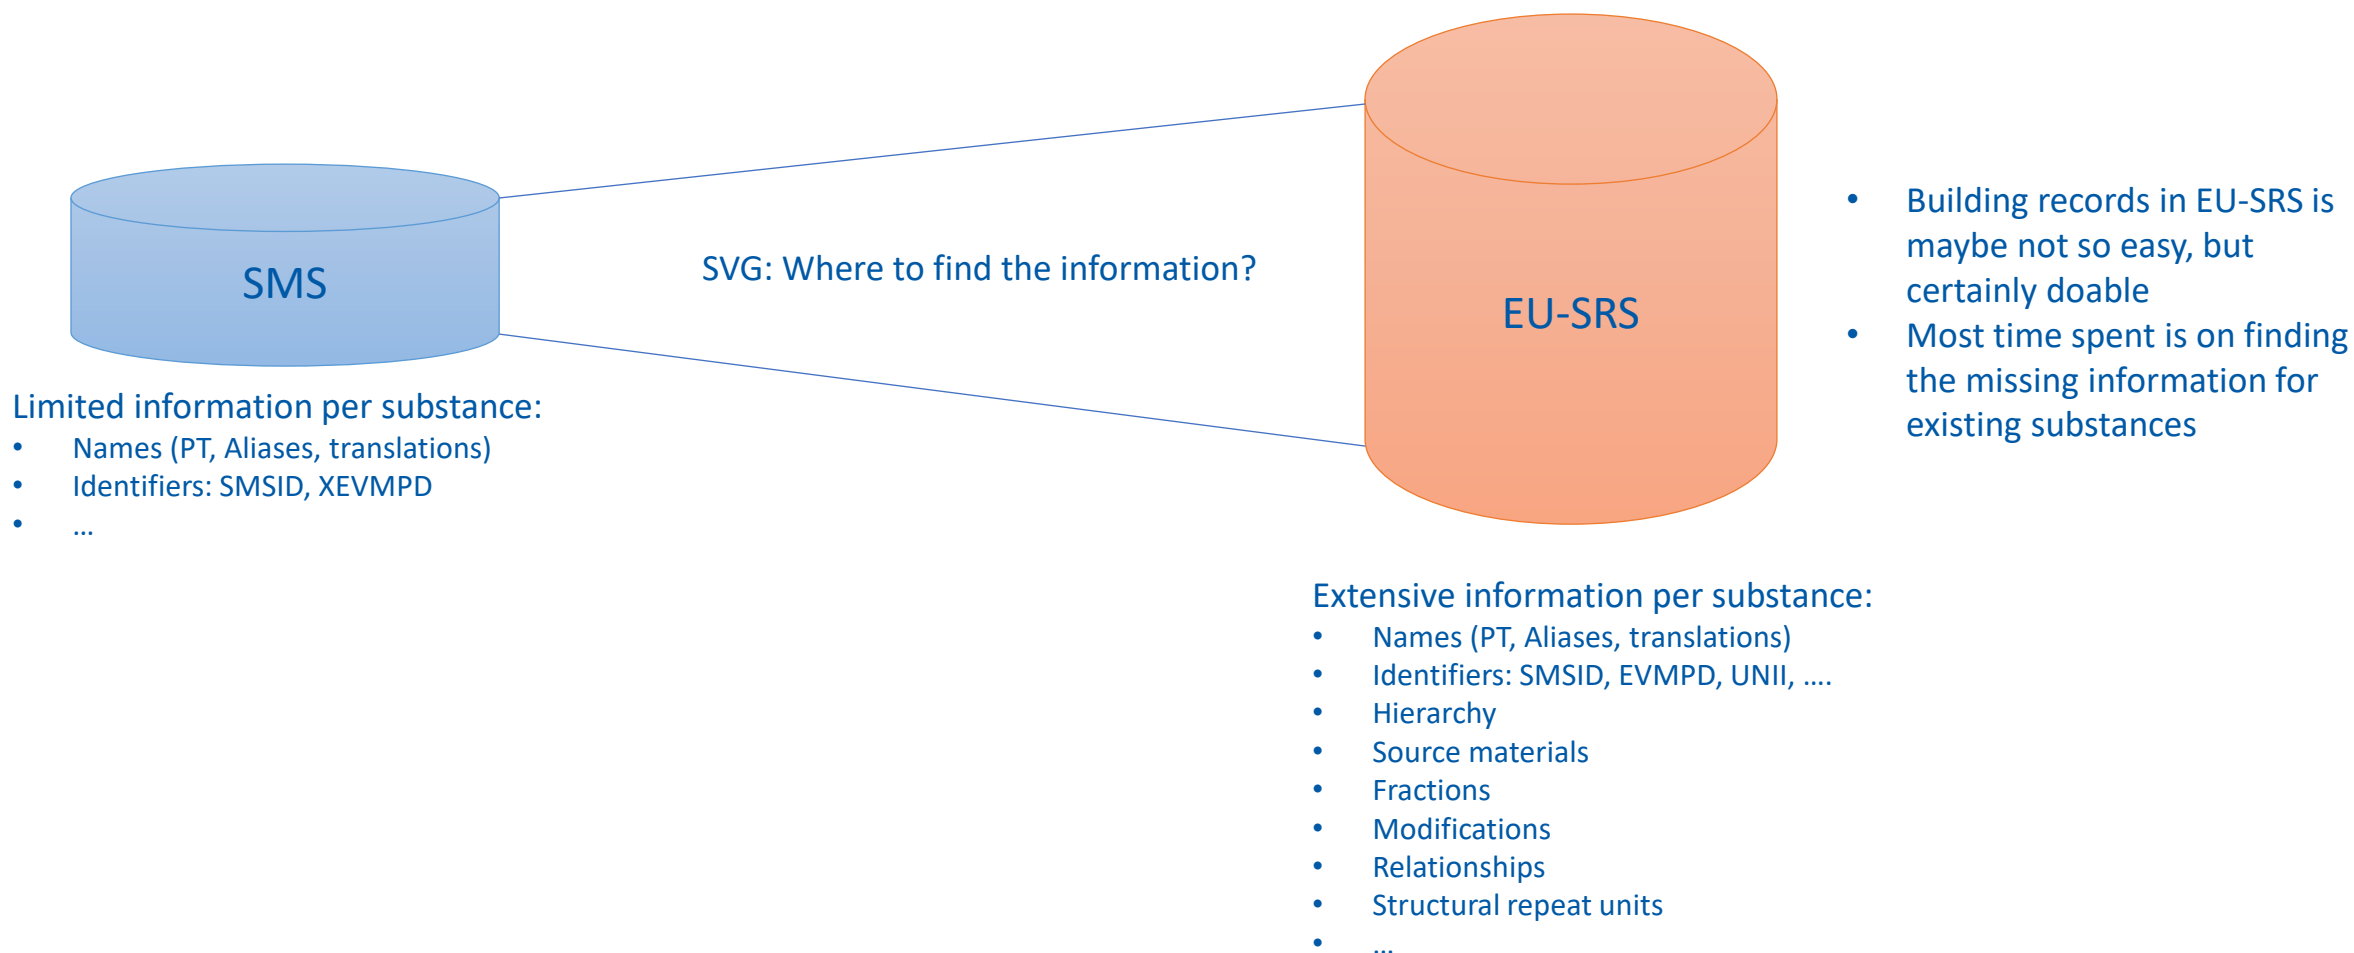 SMS
Limited information per substance:
• Names (PT, Aliases, translations)
• Identifiers: SMSID, XEVMPD
• …
SVG: Where to find the information?
EU-SRS
Extensive information per substance:
• Names (PT, Aliases, translations)
• Identifiers: SMSID, EVMPD, UNII, ….
• Hierarchy
• Source materials
• Fractions
• Modifications
• Relationships
• Structural repeat units
• …
• Building records in EU-SRS is
maybe not so easy, but
certainly doable
• Most time spent is on finding
the missing information for
existing substances